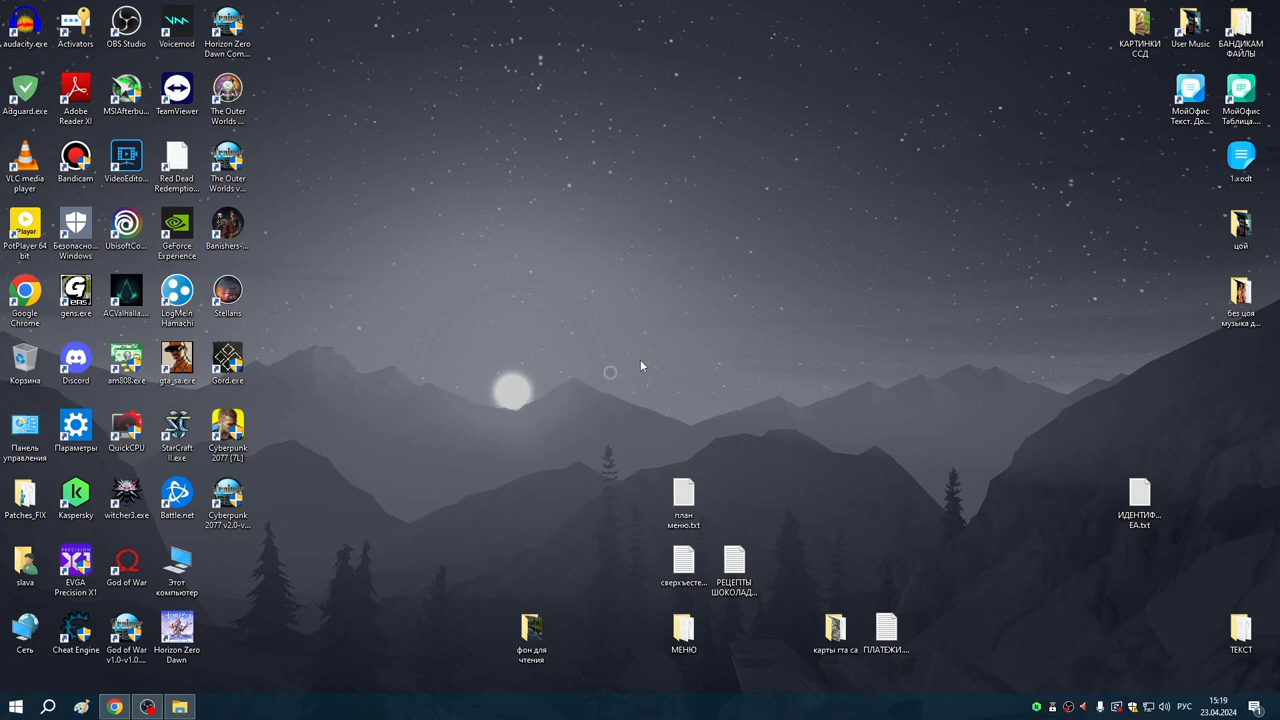 audacity.exe
Activators
OBS Studio
Voicemod
Horizon Zero
Dawn Com...
КАРТИНКИ
ССД
User Music
БАНДИКАМ
ФАЙЛЫ
Adguard.exe
Adobe
Reader XI
MSIAfterbu...
TeamViewer
The Outer
Worlds ...
МойОфис
Текст. До...
МойОфис
Таблица....
VLC media
player
Bandicam
VideoEdito...
Red Dead
Redemptio...
The Outer
Worlds v...
1.xodt
PotPlayer 64
bit
Безопасно...
Windows
UbisoftCo...
GeForce
Experience
Banishers-...
цой
Google
Chrome
gens.exe
ACValhalla....
LogMeIn
Hamachi
Stellaris
без цоя
музыка д...
Корзина
Discord
am808.exe
gta_sa.exe
Gord.exe
Панель
управления
Параметры
QuickCPU
StarCraft
II.exe
Cyberpunk
2077 [7L]
Patches_FIX
Kaspersky
witcher3.exe
Battle.net
Cyberpunk
2077 v2.0-v...
план
меню.txt
ИДЕНТИФ...
EA.txt
slava
EVGA
Precision X1
God of War
Этот
компьютер
сверхъесте...
РЕЦЕПТЫ
ШОКОЛАД...
Сеть
Cheat Engine
God of War
v1.0-v1.0....
Horizon Zero
Dawn
фон для
чтения
МЕНЮ
карты гта са
ПЛАТЕЖИ....
ТЕКСТ
РУС
15:19
23.04.2024